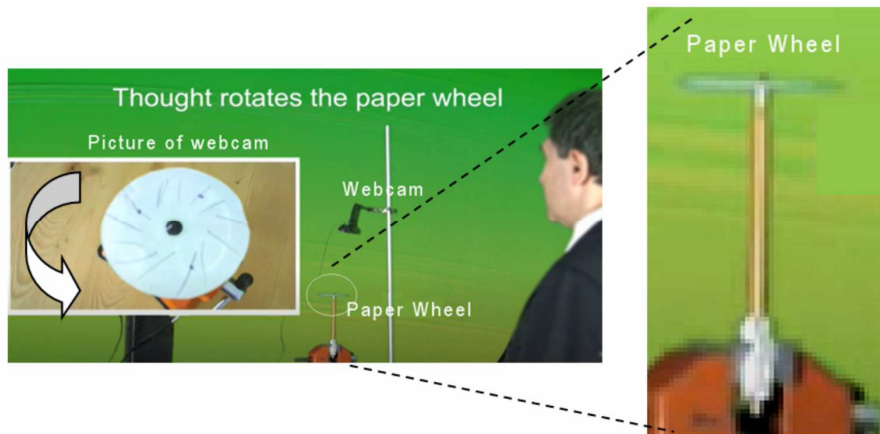 Thought rotates the paper wheel
Picture of webcam
Webcam
Paper Wheel
Paper Wheel